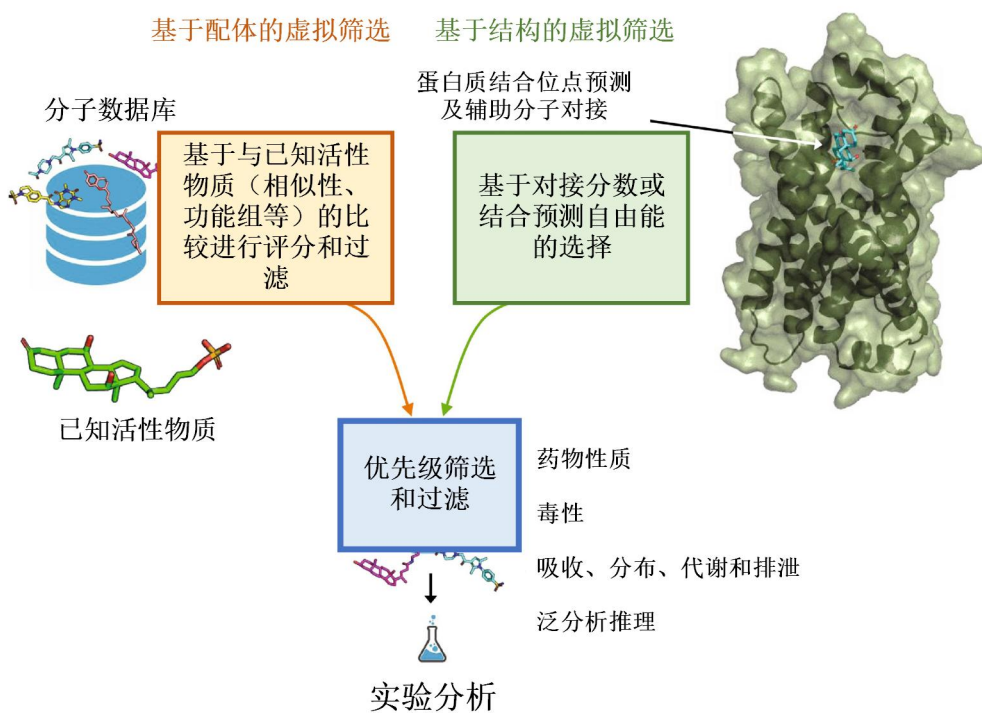 基于配体的虚拟筛选
基于结构的虚拟筛选
蛋白质结合位点预测
及辅助分子对接
分子数据库
基于与已知活性
物质（相似性、
功能组等）的比
较进行评分和过
滤
基于对接分数或
结合预测自由能
的选择
已知活性物质
优先级筛选
和过滤
药物性质
毒性
吸收、分布、代谢和排泄
泛分析推理
实验分析